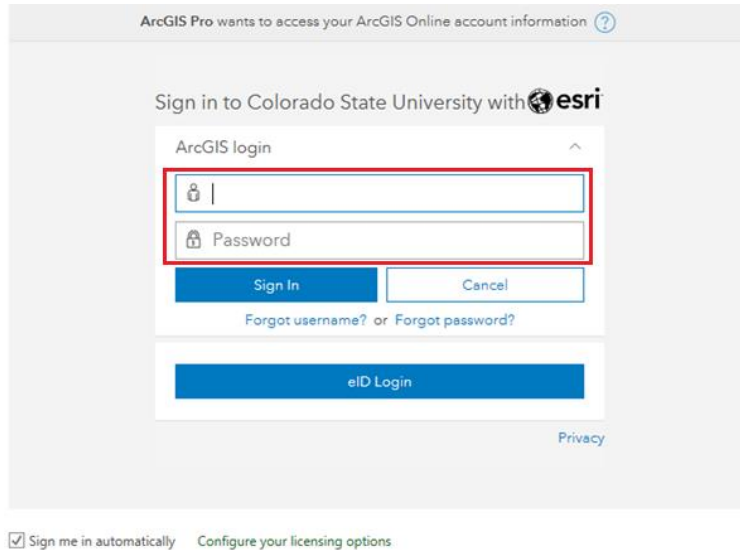 ArcGIS Pro wants to access your ArcGIS Online account information ?
Sign in to Colorado State University with esri
ArcGIS login
Password
Sign In Cancel
Forgot username? or Forgot password?
eID Login
Privacy
Sign me in automatically Configure your licensing options